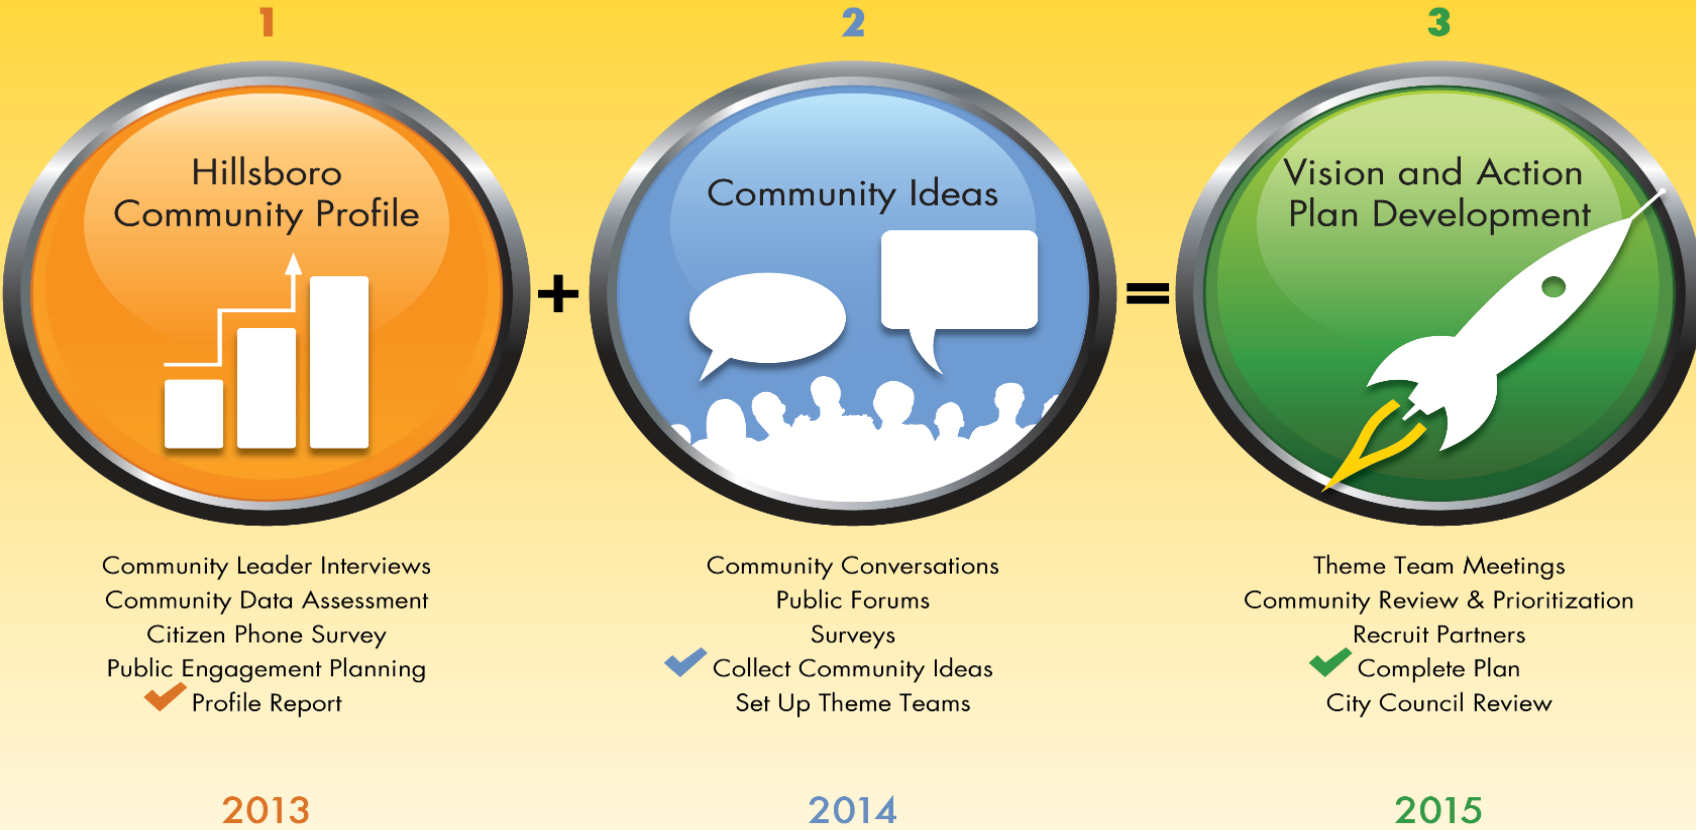 1
Hillsboro
Community Profile
Community Leader Interviews
Community Data Assessment
Citizen Phone Survey
Public Engagement Planning
Profile Report
2013
+
2
Community Ideas
Community Conversations
Public Forums
Surveys
Collect Community Ideas
Set Up Theme Teams
2014
=
3
Vision and Action
Plan Development
Theme Team Meetings
Community Review & Prioritization
Recruit Partners
Complete Plan
City Council Review
2015